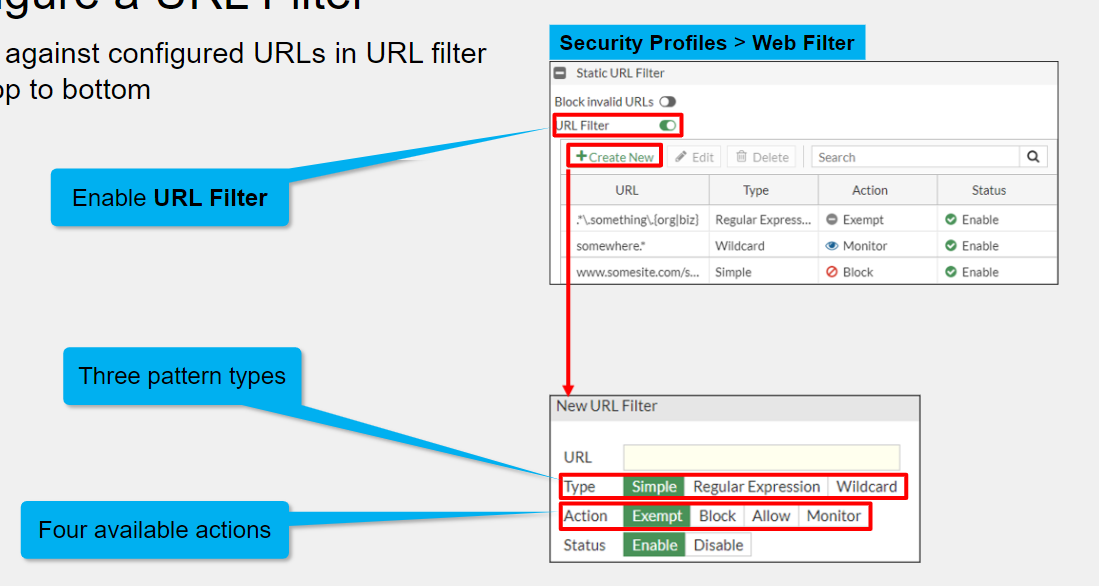 gure a URL Filter
against configured URLs in URL filter
op to bottom
Security Profiles > Web Filter
Static URL Filter
Block invalid URLs
URL Filter
+Create New Edit Delete Search
URL Type Action Status
.*\.something\.[org|biz] Regular Express... Exempt Enable
somewhere.* Wildcard Monitor Enable
www.somesite.com/s... Simple Block Enable
Enable URL Filter
Three pattern types
Four available actions
New URL Filter
URL
Type Simple Regular Expression Wildcard
Action Exempt Block Allow Monitor
Status Enable Disable